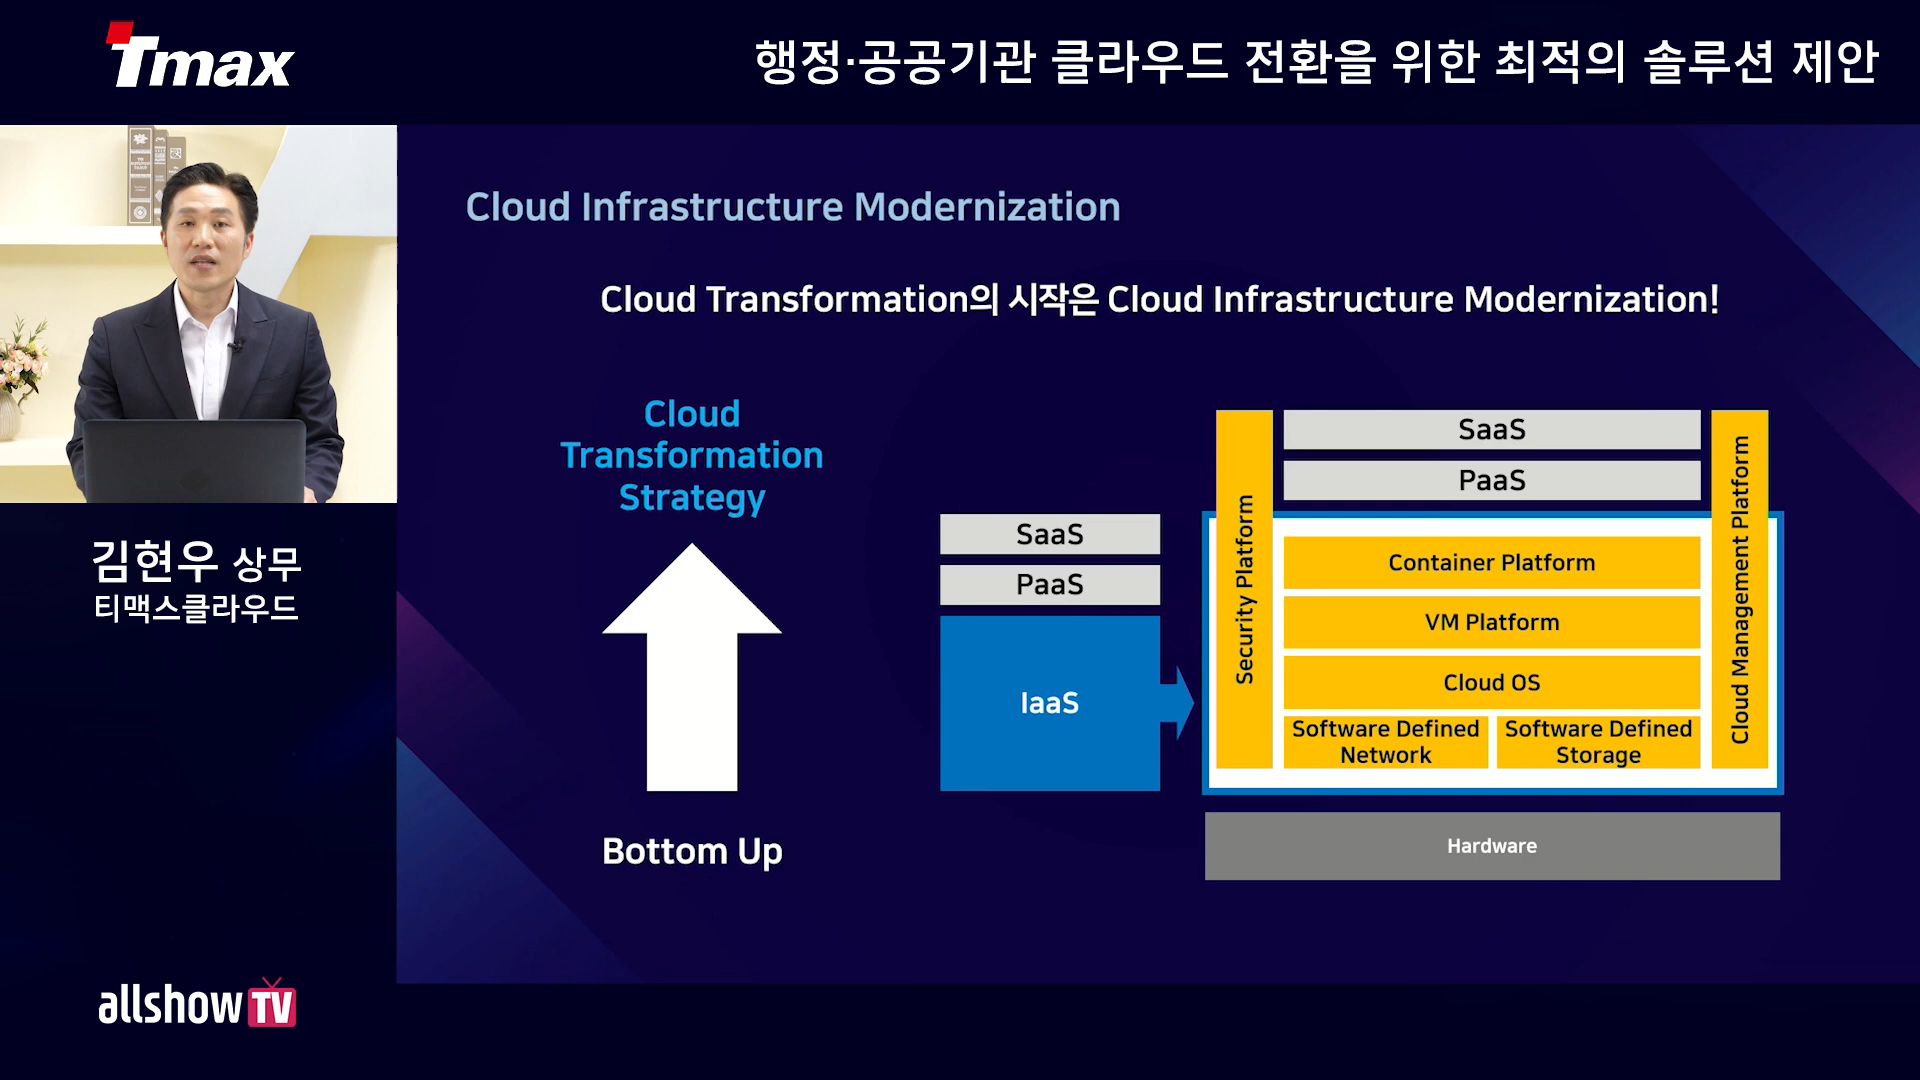 Tmax
행정·공공기관 클라우드 전환을 위한 최적의 솔루션 제안
Cloud Infrastructure Modernization
Cloud Transformation의 시작은 Cloud Infrastructure Modernization!
김현우 상무
티맥스클라우드
allshow TV
Cloud
Transformation
Strategy
Bottom Up
SaaS
PaaS
IaaS
Security Platform
SaaS
PaaS
Container Platform
VM Platform
Cloud OS
Software Defined
Network
Software Defined
Storage
Cloud Management Platform
Hardware